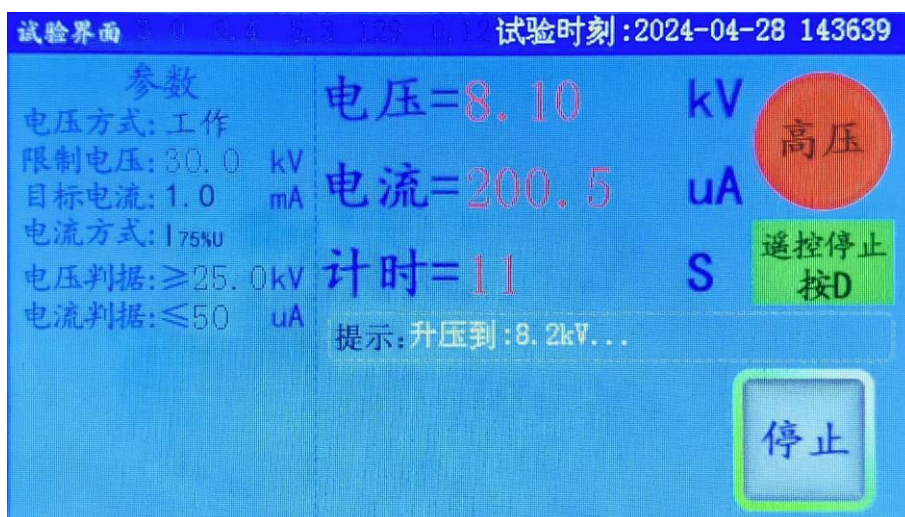 试验界面
试验时刻:2024-04-28 143639
参数
电压方式:工作
限制电压:30.0 kV
目标电流:1.0 mA
电流方式:I75%U
电压判据:≥25.0kV
电流判据:≤50 uA
电压=8.10 kV
电流=200.5 uA
计时=11 S
提示:升压到:8.2kV...
高压
遥控停止
按D
停止